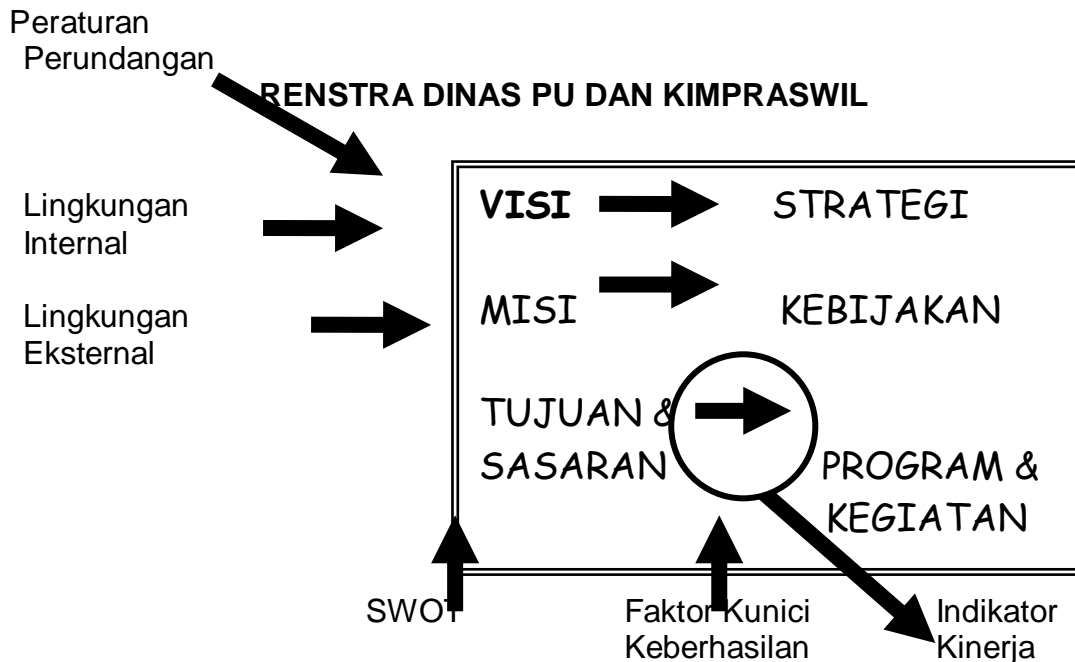 Peraturan
Perundangan
RENSTRA DINAS PU DAN KIMPRASWIL
Lingkungan
Internal
Lingkungan
Eksternal
VISI
STRATEGI
MISI
KEBIJAKAN
TUJUAN &
SASARAN
PROGRAM &
KEGIATAN
SWOT
Faktor Kunici
Keberhasilan
Indikator
Kinerja